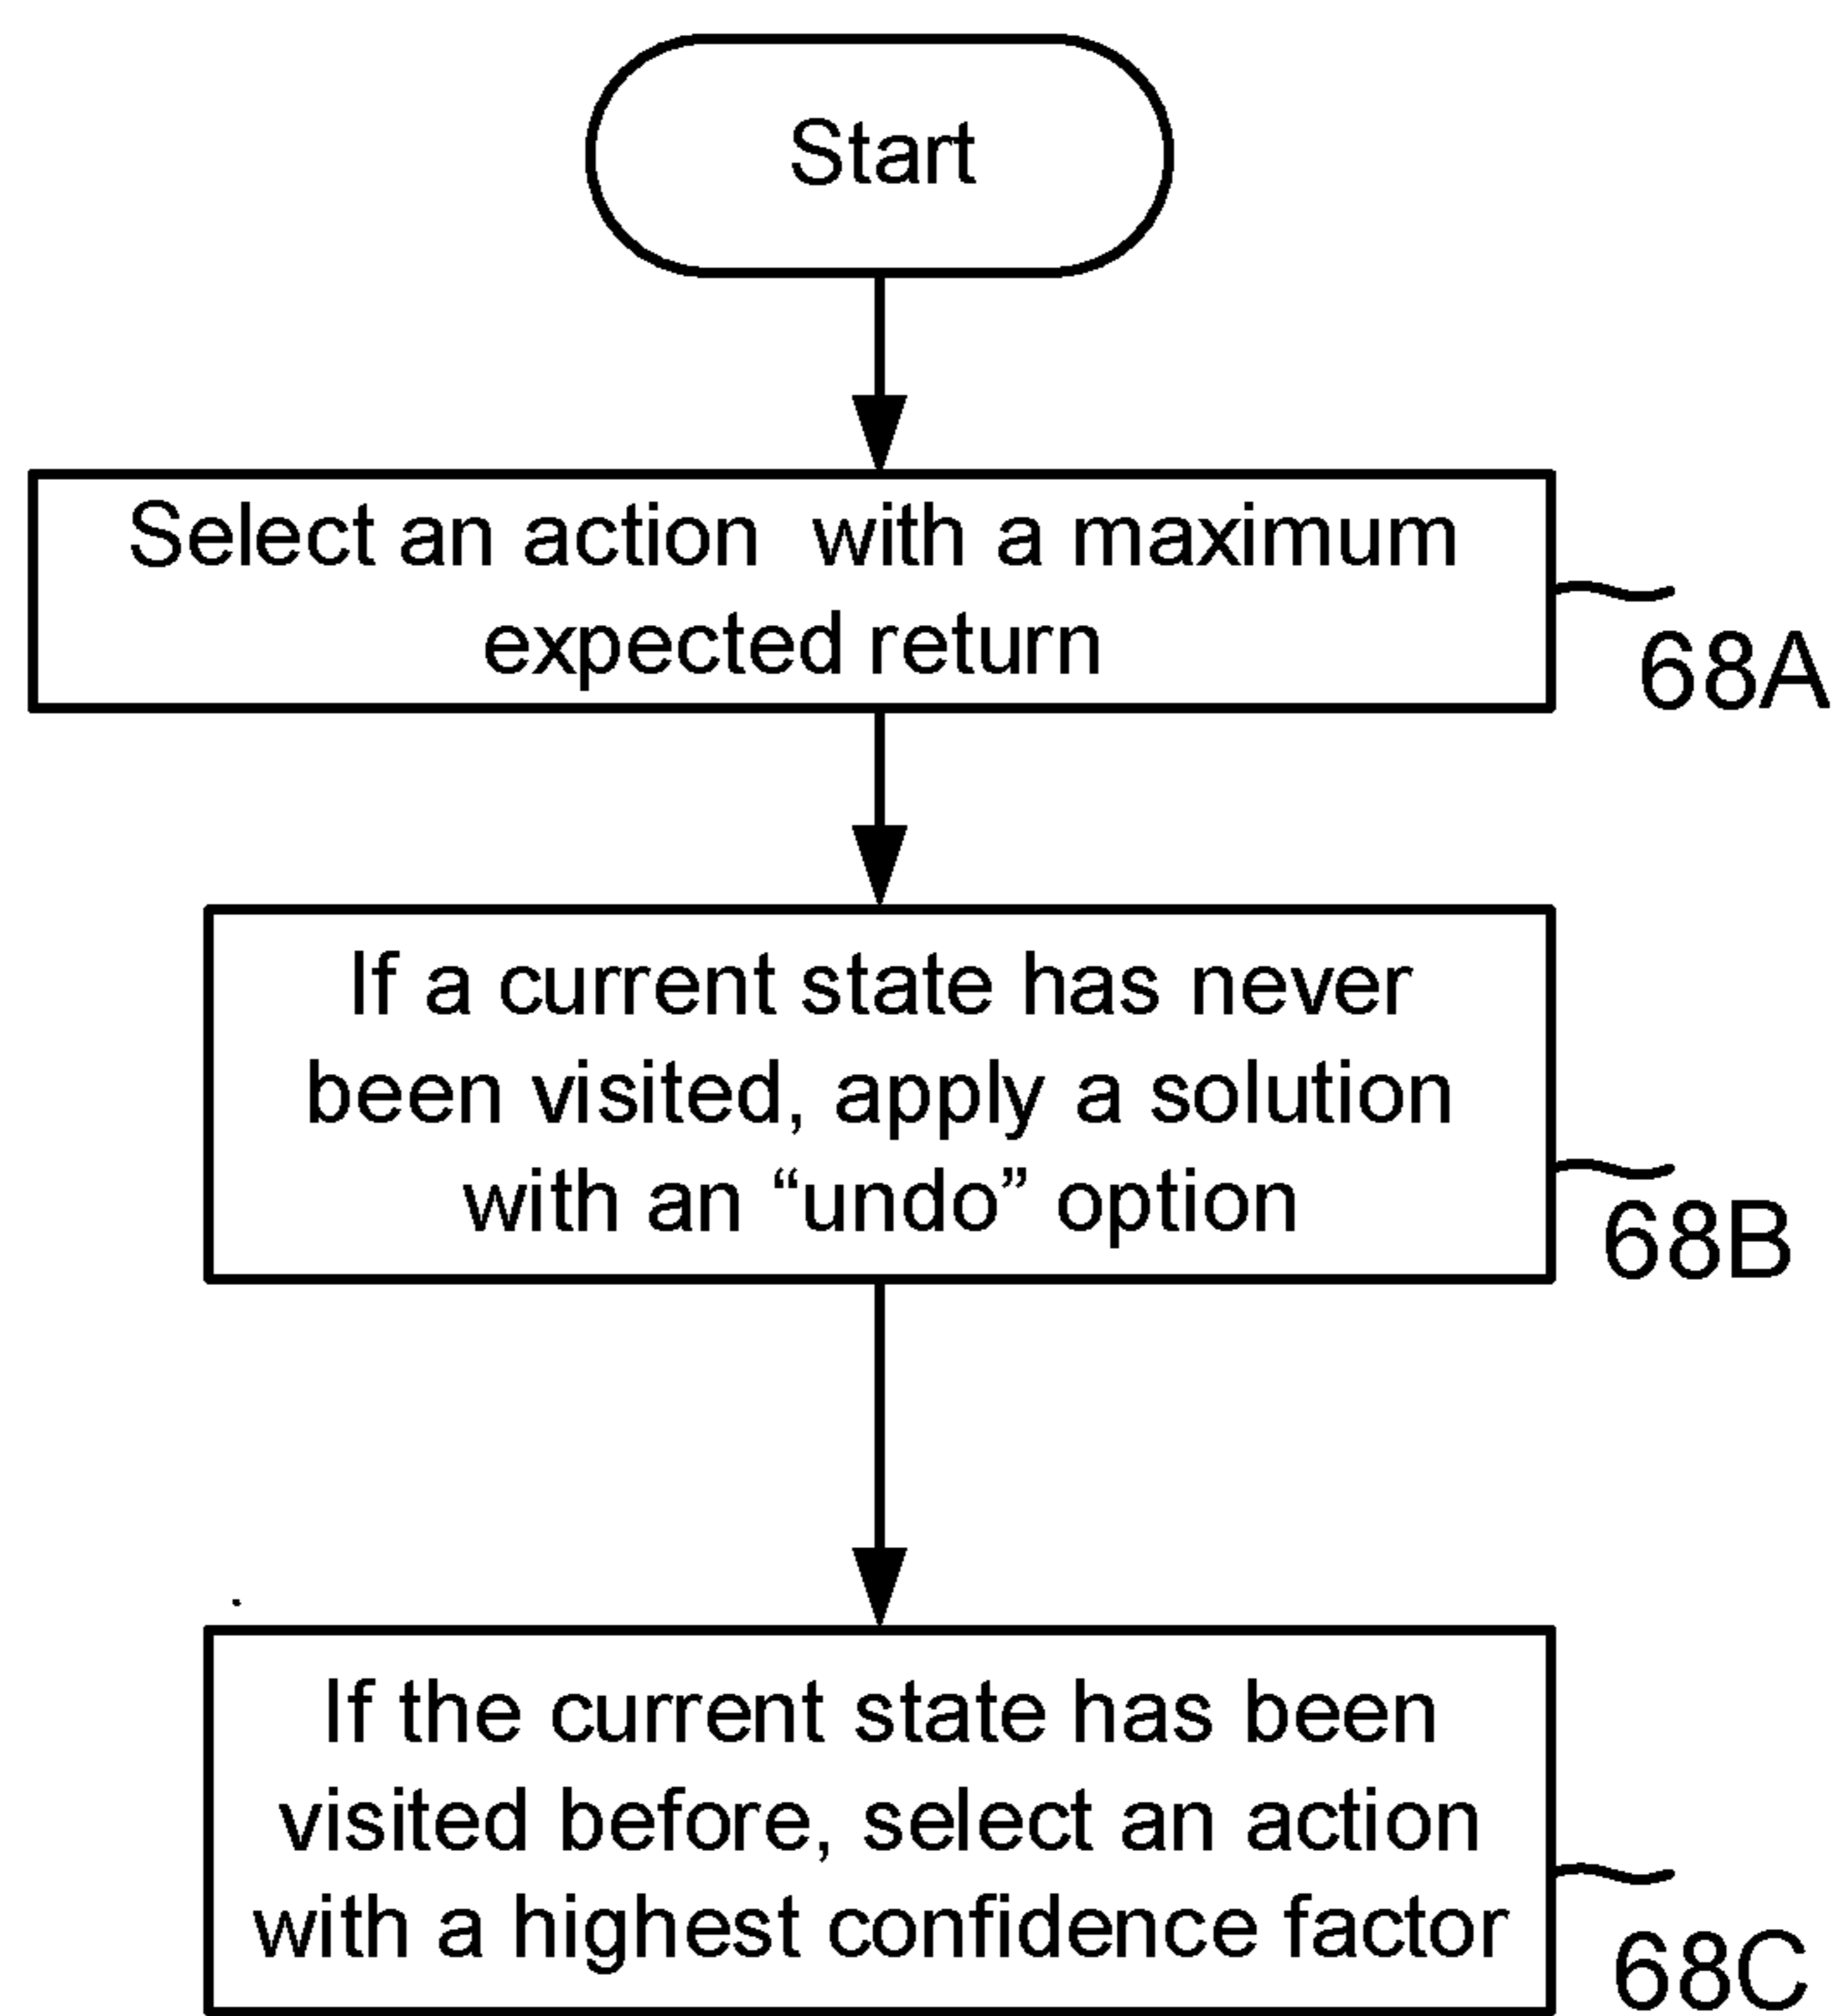 Start
Select an action with a maximum
expected return
68A
If a current state has never
been visited, apply a solution
with an “undo” option
68B
If the current state has been
visited before, select an action
with a highest confidence factor
68C